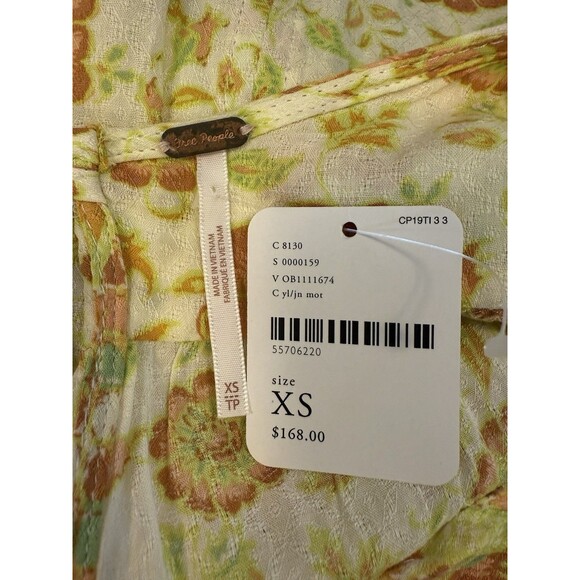 Free People
MADE IN VIETNAM
FABRIQUÉ EN VIETNAM
XS
TP
CP19TI 3 3
C 8130
S 0000159
V OB1111674
C yl/jn mot
55706220
size
XS
$168.00